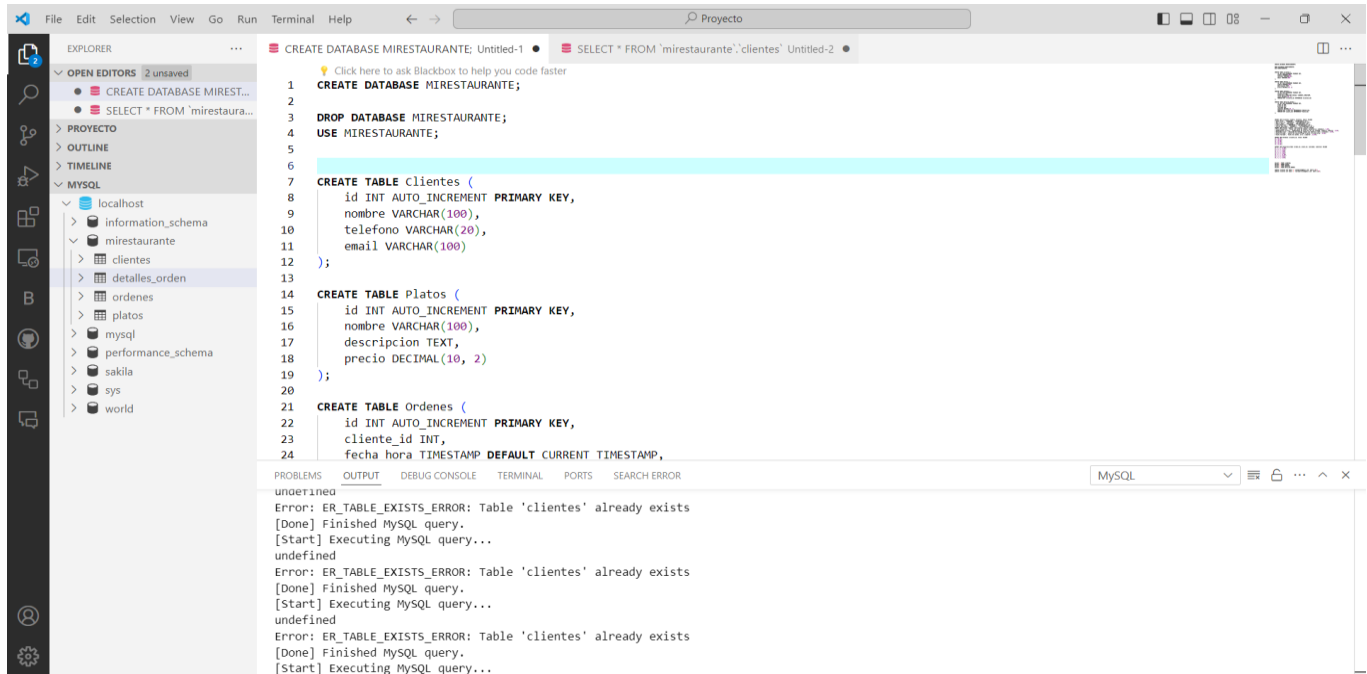 File Edit Selection View Go Run Terminal Help
Proyecto
EXPLORER
OPEN EDITORS 2 unsaved
CREATE DATABASE MIREST...
SELECT * FROM `mirestaura...
PROYECTO
OUTLINE
TIMELINE
MYSQL
localhost
information_schema
mirestaurante
clientes
detalles_orden
ordenes
platos
mysql
performance_schema
sakila
sys
world
2
B
CREATE DATABASE MIRESTAURANTE; Untitled-1
SELECT * FROM `mirestaurante`.`clientes` Untitled-2
Click here to ask Blackbox to help you code faster
1 CREATE DATABASE MIRESTAURANTE;
2
3 DROP DATABASE MIRESTAURANTE;
4 USE MIRESTAURANTE;
5
6
7 CREATE TABLE Clientes (
8 id INT AUTO_INCREMENT PRIMARY KEY,
9 nombre VARCHAR(100),
10 telefono VARCHAR(20),
11 email VARCHAR(100)
12 );
13
14 CREATE TABLE Platos (
15 id INT AUTO_INCREMENT PRIMARY KEY,
16 nombre VARCHAR(100),
17 descripcion TEXT,
18 precio DECIMAL(10, 2)
19 );
20
21 CREATE TABLE Ordenes (
22 id INT AUTO_INCREMENT PRIMARY KEY,
23 cliente_id INT,
24 fecha_hora TIMESTAMP DEFAULT CURRENT_TIMESTAMP,
PROBLEMS OUTPUT DEBUG CONSOLE TERMINAL PORTS SEARCH ERROR
MySQL
undefined
Error: ER_TABLE_EXISTS_ERROR: Table 'clientes' already exists
[Done] Finished MySQL query.
[Start] Executing MySQL query...
undefined
Error: ER_TABLE_EXISTS_ERROR: Table 'clientes' already exists
[Done] Finished MySQL query.
[Start] Executing MySQL query...
undefined
Error: ER_TABLE_EXISTS_ERROR: Table 'clientes' already exists
[Done] Finished MySQL query.
[Start] Executing MySQL query...